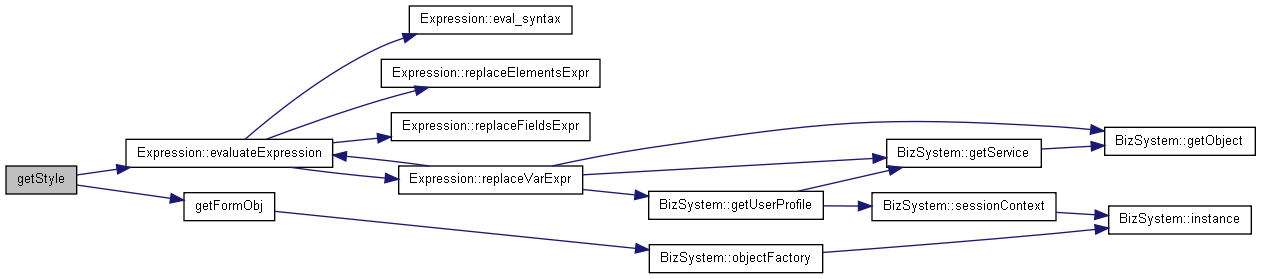 Expression::eval_syntax
Expression::replaceElementsExpr
Expression::replaceFieldsExpr
BizSystem::getObject
Expression::evaluateExpression
BizSystem::getService
getStyle
Expression::replaceVarExpr
getFormObj
BizSystem::getUserProfile
BizSystem::sessionContext
BizSystem::instance
BizSystem::objectFactory